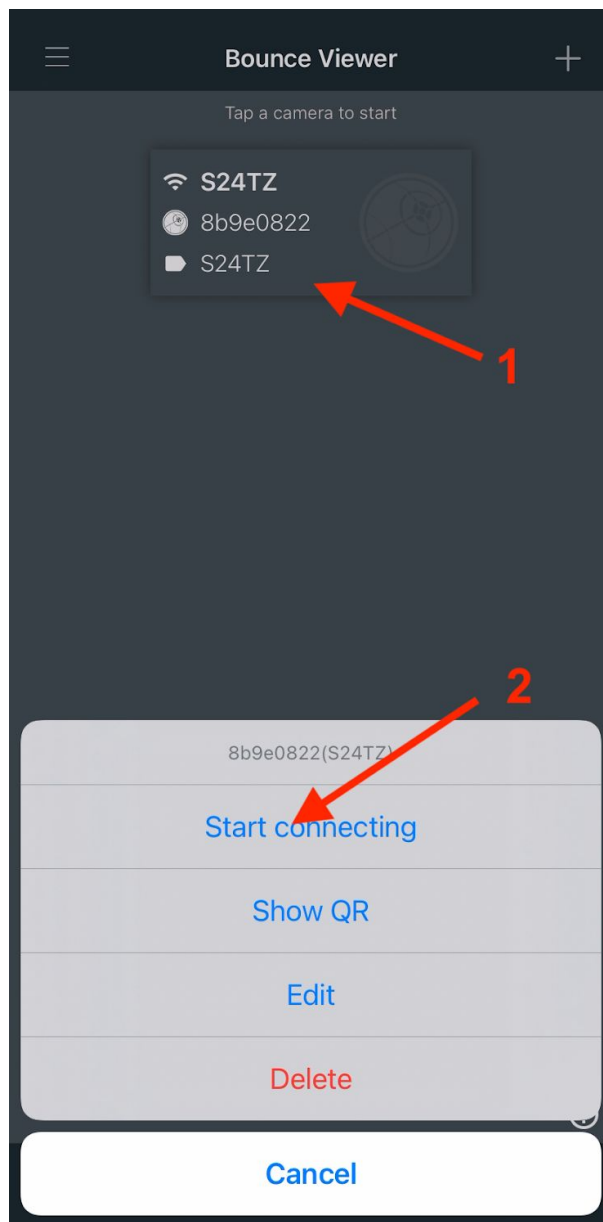 Bounce Viewer
Tap a camera to start
S24TZ
8b9e0822
S24TZ
1
2
8b9e0822(S24TZ)
Start connecting
Show QR
Edit
Delete
Cancel